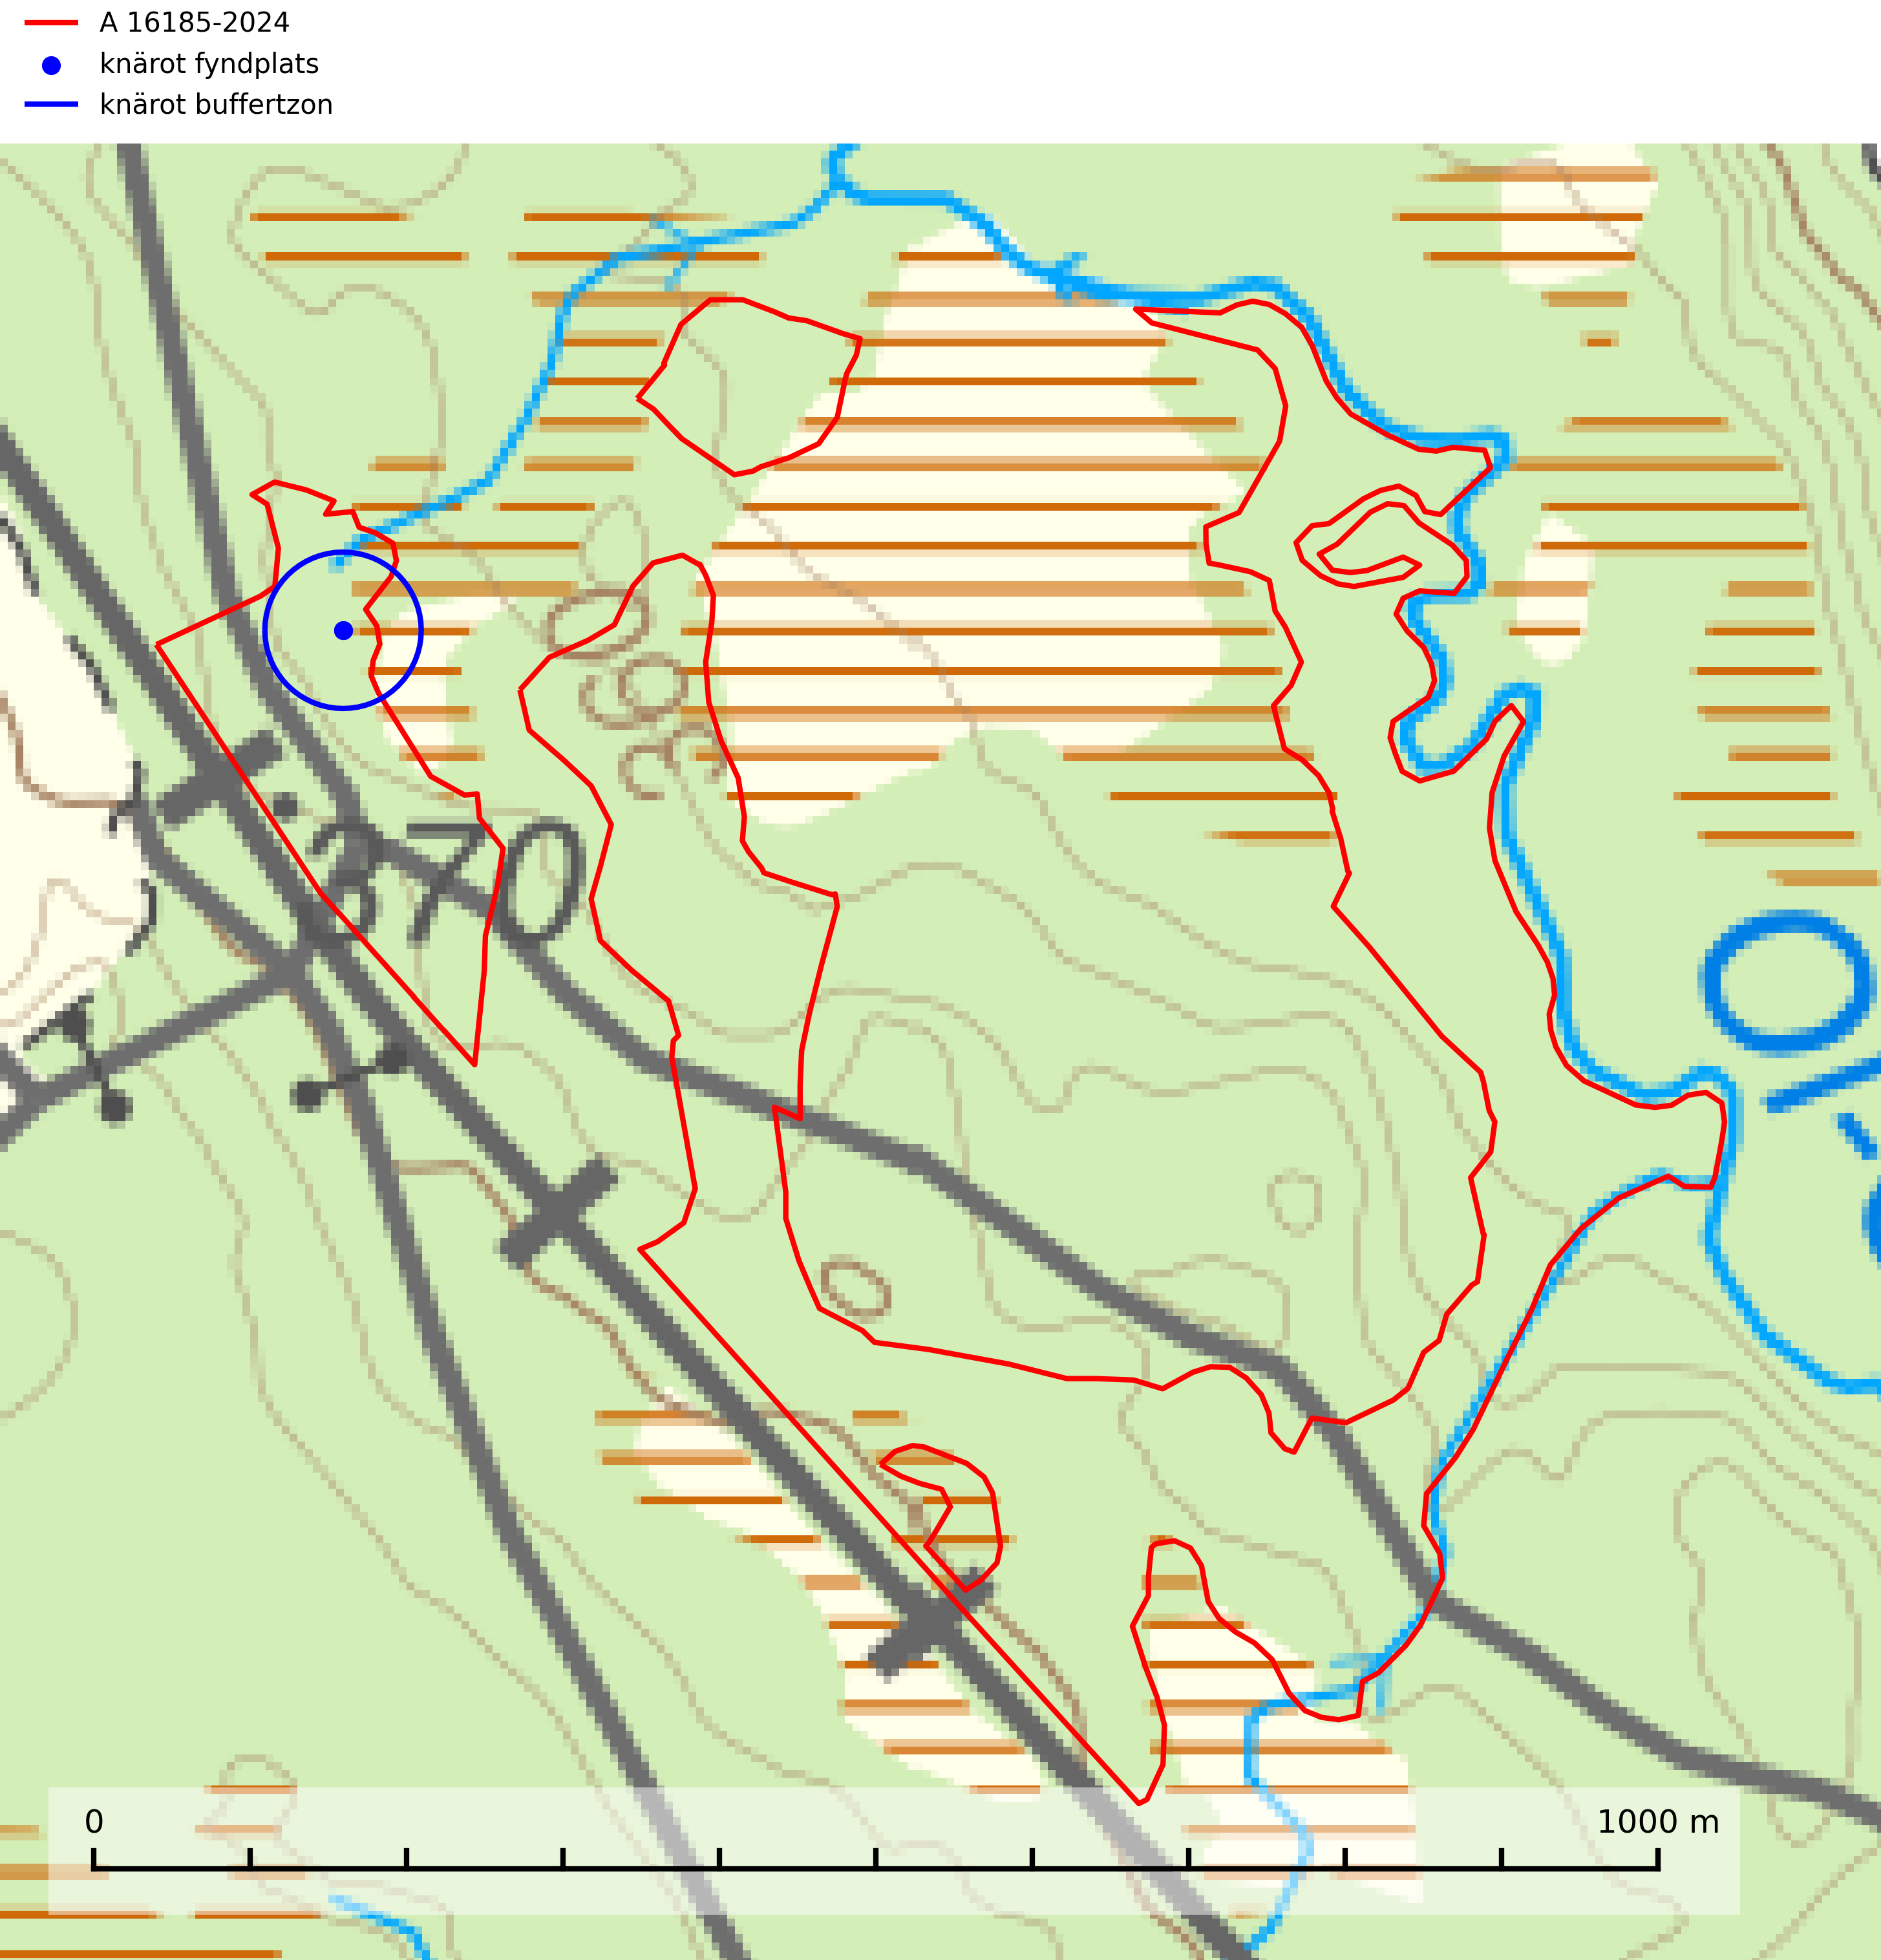 A 16185-2024
knärot fyndplats
knärot buffertzon
370
0
1000 m